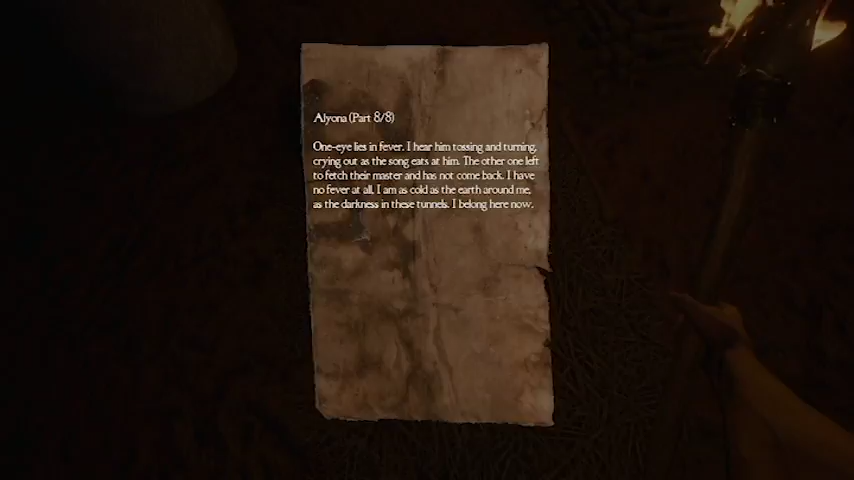 Alyona (Part 8/8)
One-eye lies in fever. I hear him tossing and turning,
crying out as the song eats at him. The other one left
to fetch their master and has not come back. I have
no fever at all, I am as cold as the earth around me,
as the darkness in these tunnels. I belong here now.